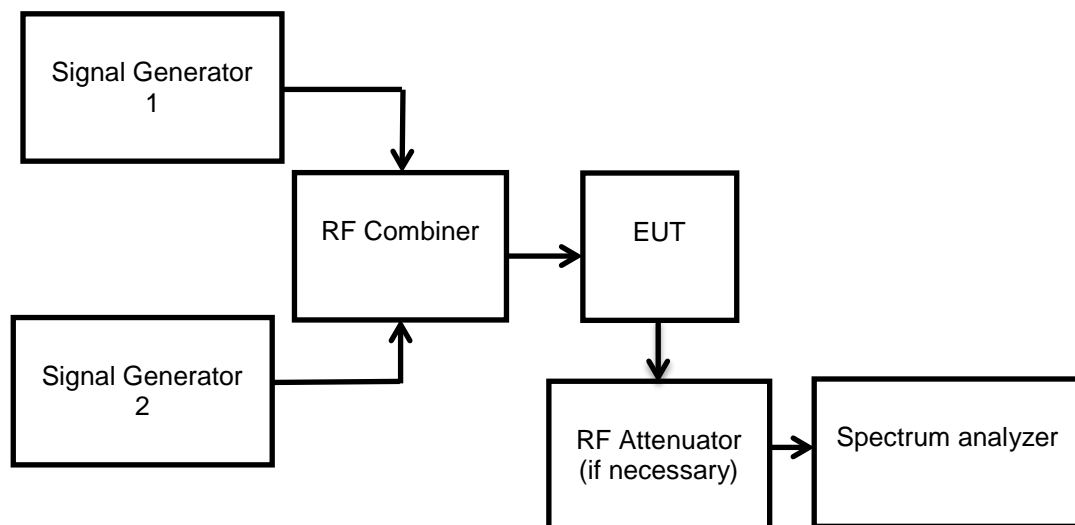 Signal Generator
1
RF Combiner
EUT
Signal Generator
2
RF Attenuator
(if necessary)
Spectrum analyzer